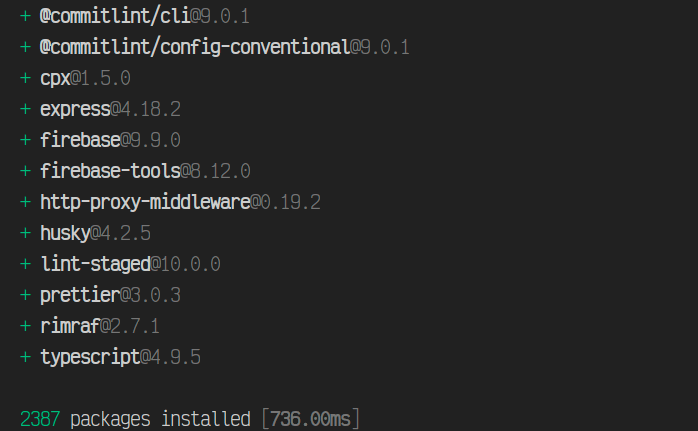 + @commitlint/cli@9.0.1
+ @commitlint/config-conventional@9.0.1
+ cpx@1.5.0
+ express@4.18.2
+ firebase@9.9.0
+ firebase-tools@8.12.0
+ http-proxy-middleware@0.19.2
+ husky@4.2.5
+ lint-staged@10.0.0
+ prettier@3.0.3
+ rimraf@2.7.1
+ typescript@4.9.5
2387 packages installed [736.00ms]